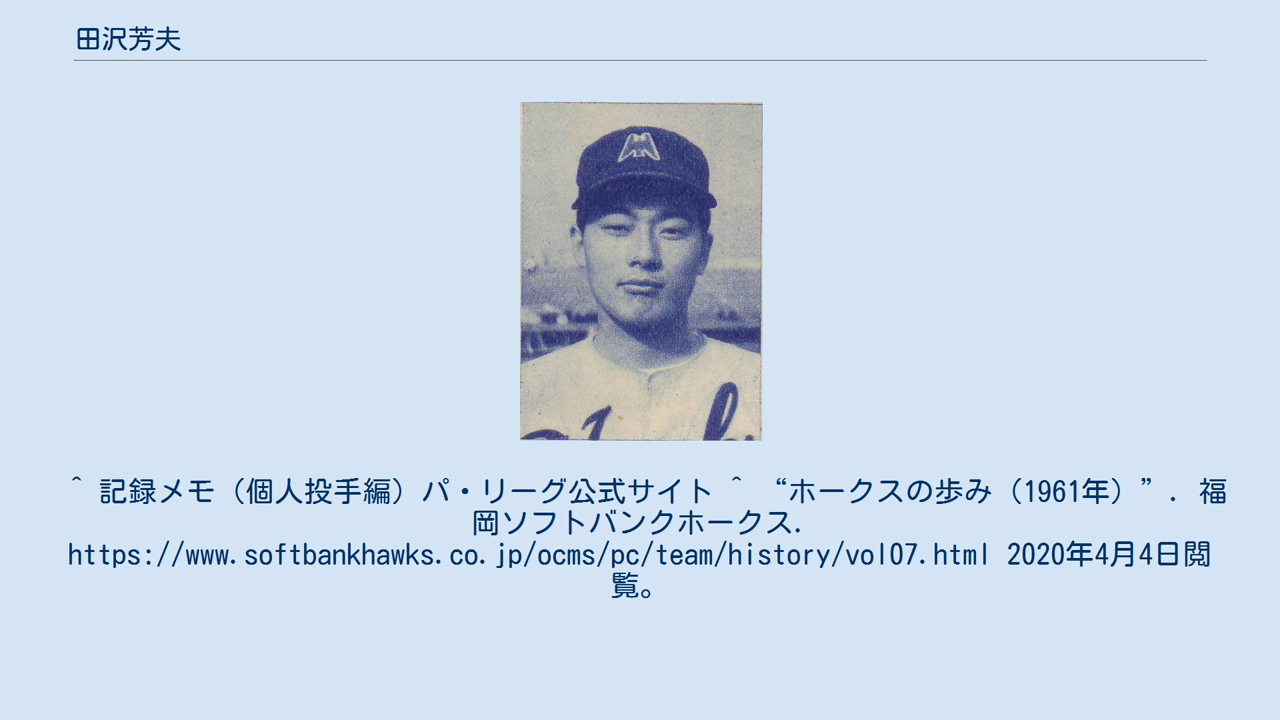 田沢芳夫
^ 記録メモ（個人投手編）パ・リーグ公式サイト ^ “ホークスの歩み（1961年）”. 福
岡ソフトバンクホークス.
https://www.softbankhawks.co.jp/ocms/pc/team/history/vol07.html 2020年4月4日閲
覧。